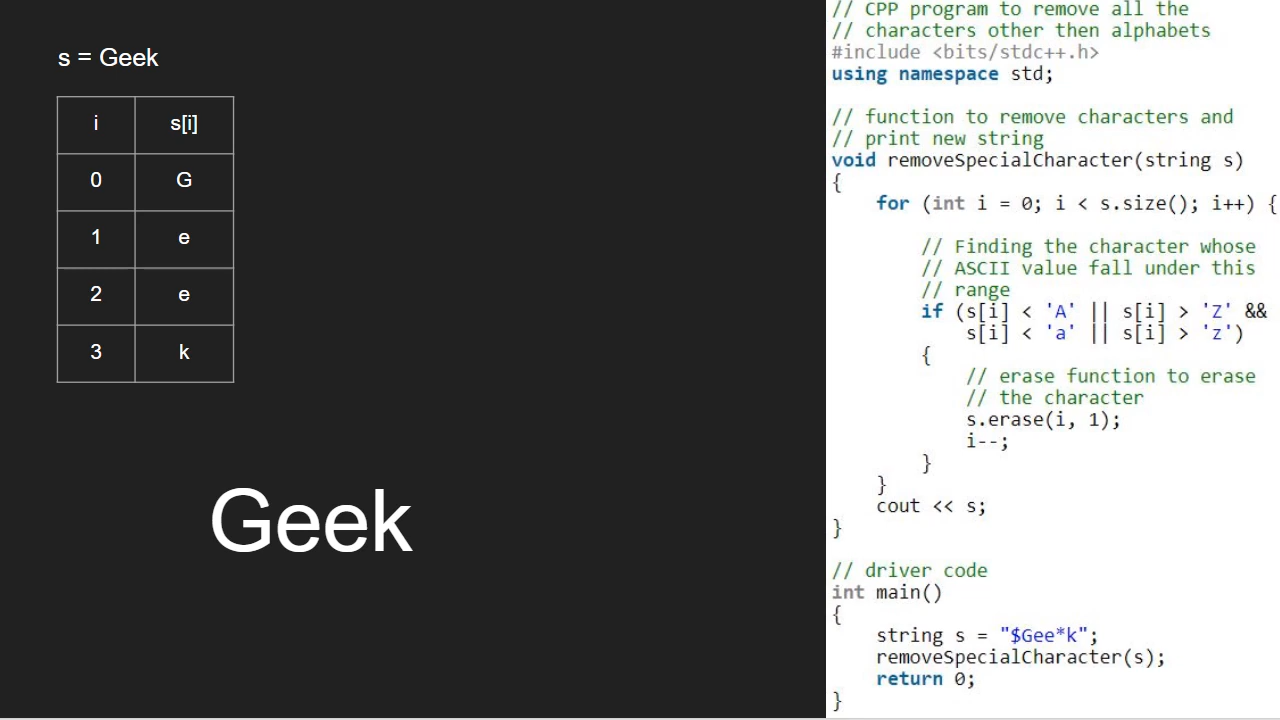 s = Geek
i s[i]
0 G
1 e
2 e
3 k
Geek
// CPP program to remove all the
// characters other then alphabets
#include <bits/stdc++.h>
using namespace std;
// function to remove characters and
// print new string
void removeSpecialCharacter(string s)
{
for (int i = 0; i < s.size(); i++) {
// Finding the character whose
// ASCII value fall under this
// range
if (s[i] < 'A' || s[i] > 'Z' &&
s[i] < 'a' || s[i] > 'z')
{
// erase function to erase
// the character
s.erase(i, 1);
i--;
}
}
cout << s;
}
// driver code
int main()
{
string s = "$Gee*k";
removeSpecialCharacter(s);
return 0;
}